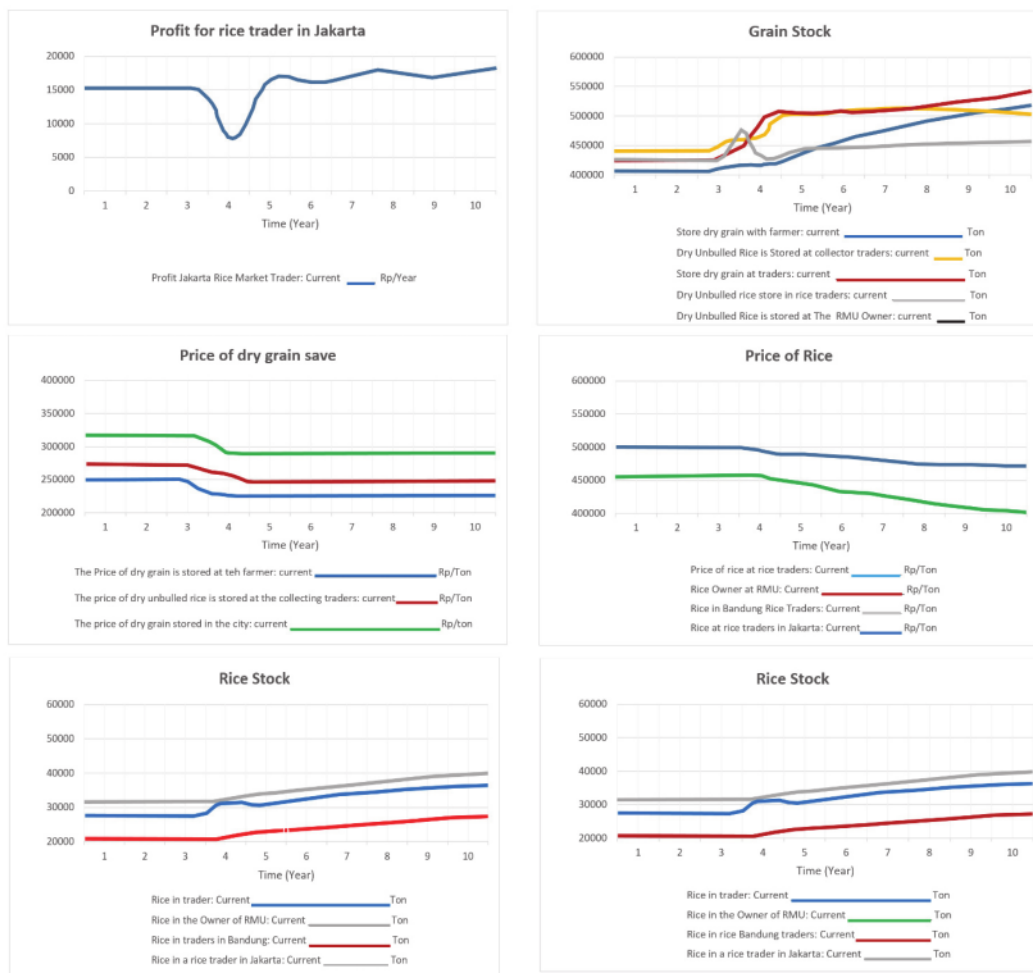 Profit for rice trader in Jakarta
20000
15000
10000
5000
0
1 2 3 4 5 6 7 8 9 10
Time (Year)
Profit Jakarta Rice Market Trader: Current Rp/Year
Grain Stock
600000
550000
500000
450000
400000
1 2 3 4 5 6 7 8 9 10
Time (Year)
Store dry grain with farmer: current Ton
Dry Unbulled Rice is Stored at collector traders: current Ton
Store dry grain at traders: current Ton
Dry Unbulled rice store in rice traders: current Ton
Dry Unbulled Rice is stored at The RMU Owner: current Ton
Price of dry grain save
400000
350000
300000
250000
200000
1 2 3 4 5 6 7 8 9 10
Time (Year)
The Price of dry grain is stored at teh farmer: current Rp/Ton
The price of dry unbulled rice is stored at the collecting traders: current Rp/Ton
The price of dry grain stored in the city: current Rp/ton
Price of Rice
600000
550000
500000
450000
400000
1 2 3 4 5 6 7 8 9 10
Time (Year)
Price of rice at rice traders: Current Rp/Ton
Rice Owner at RMU: Current Rp/Ton
Rice in Bandung Rice Traders: Current Rp/Ton
Rice at rice traders in Jakarta: Current Rp/Ton
Rice Stock
60000
50000
40000
30000
20000
1 2 3 4 5 6 7 8 9 10
Time (Year)
Rice in trader: Current Ton
Rice in the Owner of RMU: Current Ton
Rice in traders in Bandung: Current Ton
Rice in a rice trader in Jakarta: Current Ton
Rice Stock
60000
50000
40000
30000
20000
1 2 3 4 5 6 7 8 9 10
Time (Year)
Rice in trader: Current Ton
Rice in the Owner of RMU: Current Ton
Rice in rice Bandung traders: Current Ton
Rice in a rice trader in Jakarta: Current Ton